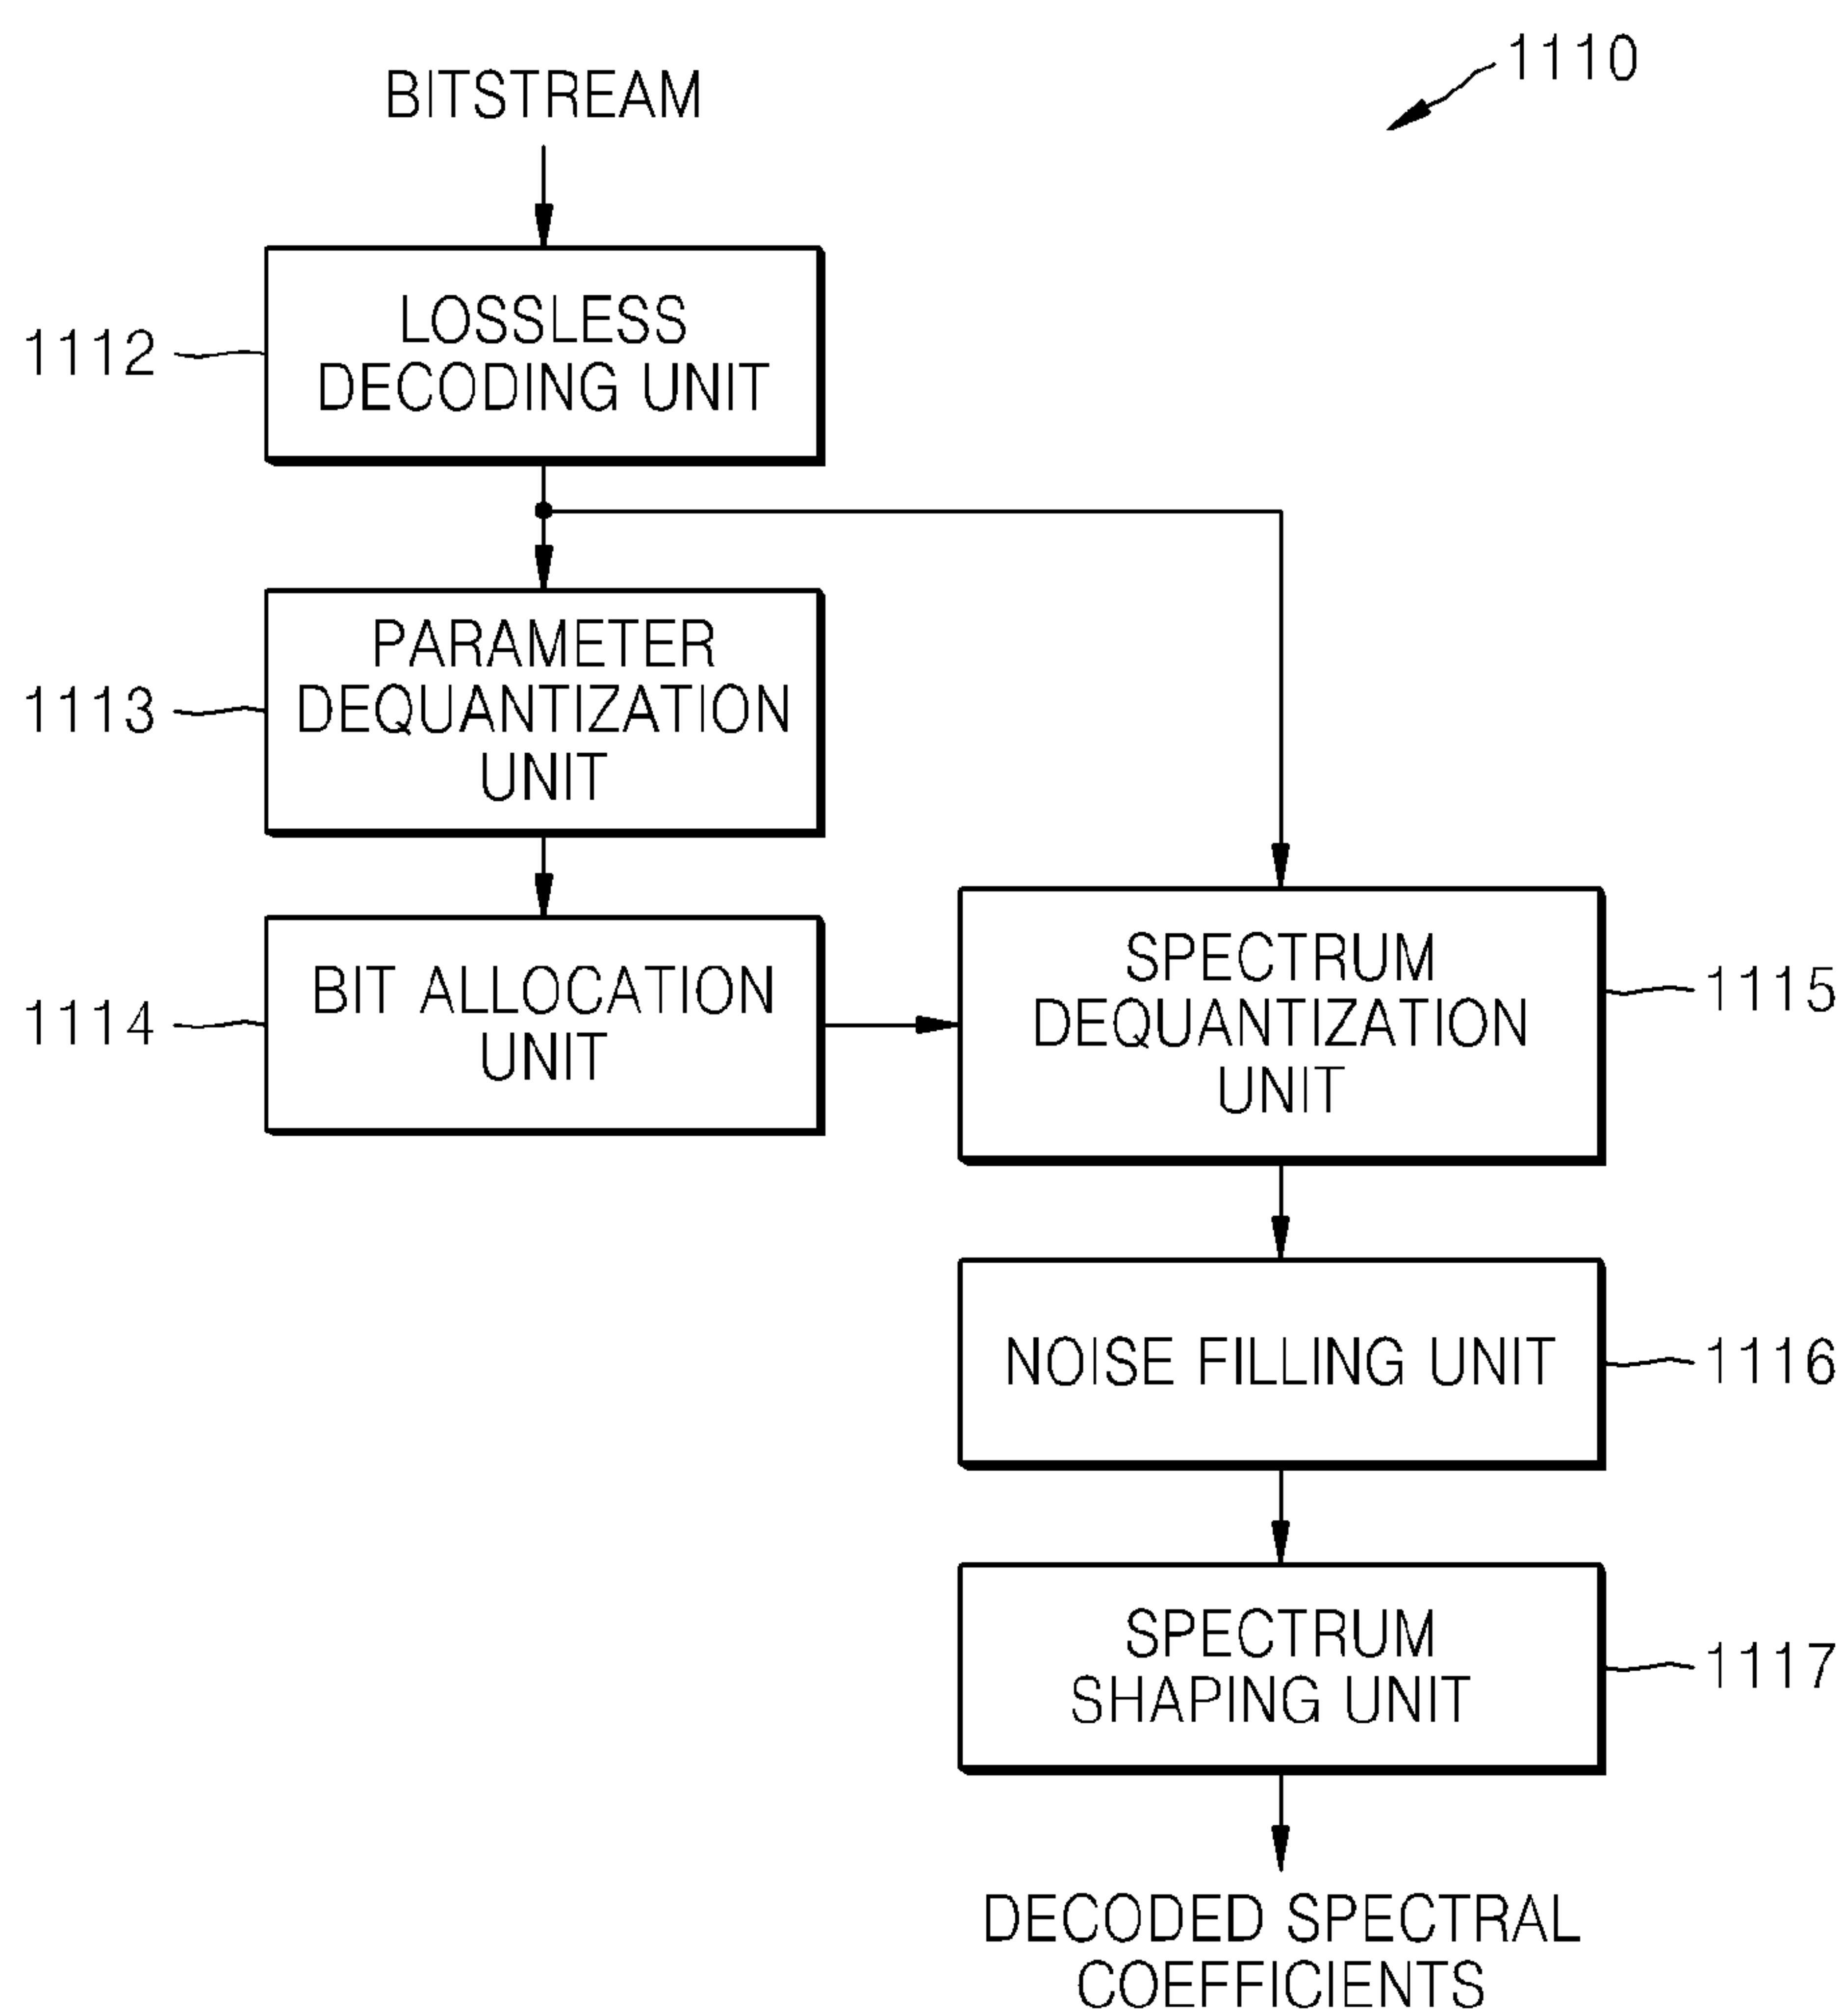 1110
BITSTREAM
1112
LOSSLESS
DECODING UNIT
1113
PARAMETER
DEQUANTIZATION
UNIT
1114
BIT ALLOCATION
UNIT
SPECTRUM
DEQUANTIZATION
UNIT
1115
NOISE FILLING UNIT
1116
SPECTRUM
SHAPING UNIT
1117
DECODED SPECTRAL
COEFFICIENTS